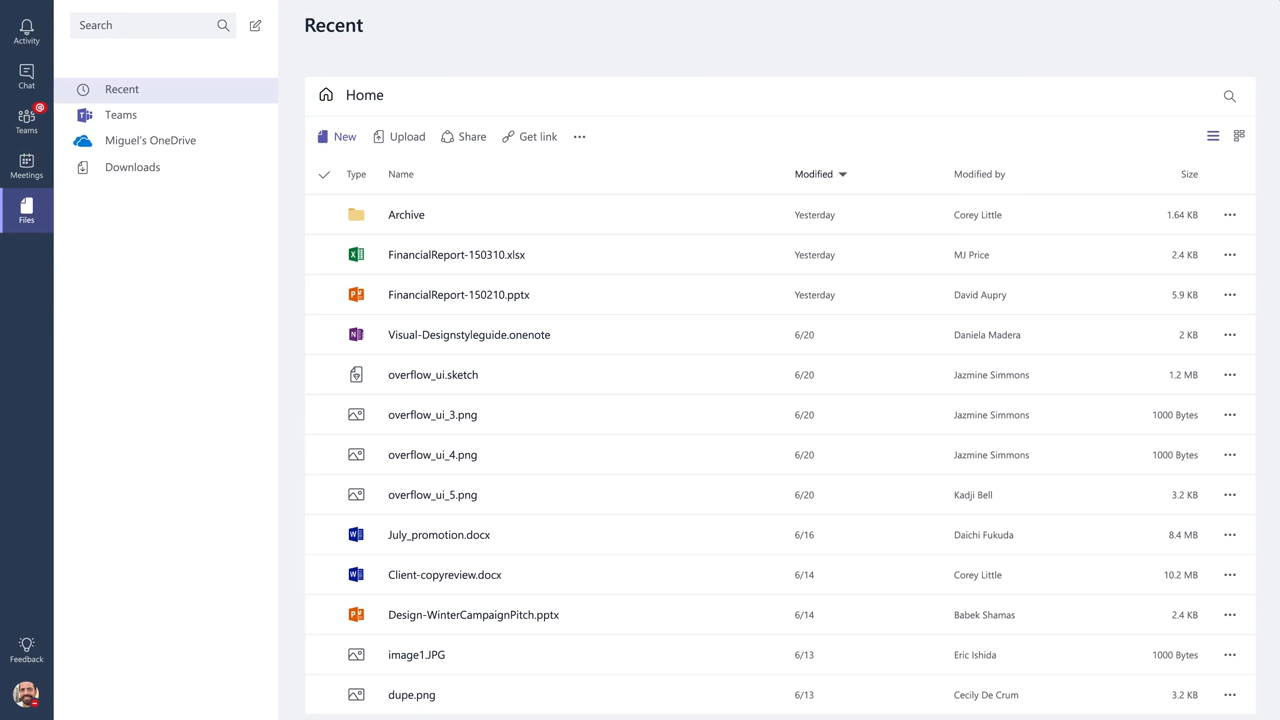 Activity
Chat
Teams
Meetings
Files
Feedback
Search
Recent
Teams
Miguel's OneDrive
Downloads
Recent
Home
New Upload Share Get link
Type Name Modified Modified by Size
Archive Yesterday Corey Little 1.64 KB
FinancialReport-150310.xlsx Yesterday MJ Price 2.4 KB
FinancialReport-150210.pptx Yesterday David Aupry 5.9 KB
Visual-Designstyleguide.onenote 6/20 Daniela Madera 2 KB
overflow_ui.sketch 6/20 Jazmine Simmons 1.2 MB
overflow_ui_3.png 6/20 Jazmine Simmons 1000 Bytes
overflow_ui_4.png 6/20 Jazmine Simmons 1000 Bytes
overflow_ui_5.png 6/20 Kadji Bell 3.2 KB
July_promotion.docx 6/16 Daichi Fukuda 8.4 MB
Client-copyreview.docx 6/14 Corey Little 10.2 MB
Design-WinterCampaignPitch.pptx 6/14 Babek Shamas 2.4 KB
image1.JPG 6/13 Eric Ishida 1000 Bytes
dupe.png 6/13 Cecily De Crum 3.2 KB